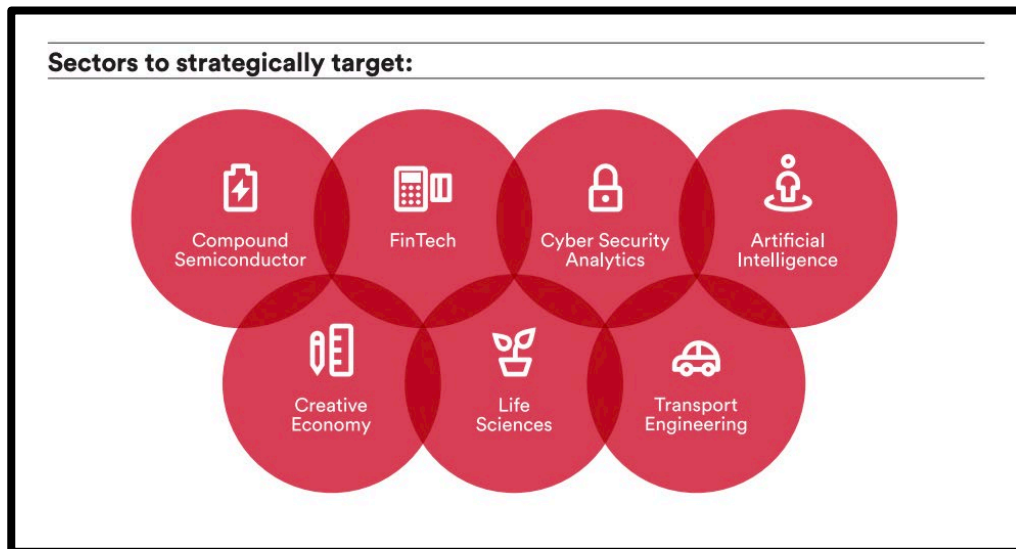 Sectors to strategically target:
Compound
Semiconductor
FinTech
Cyber Security
Analytics
Artificial
Intelligence
Creative
Economy
Life
Sciences
Transport
Engineering